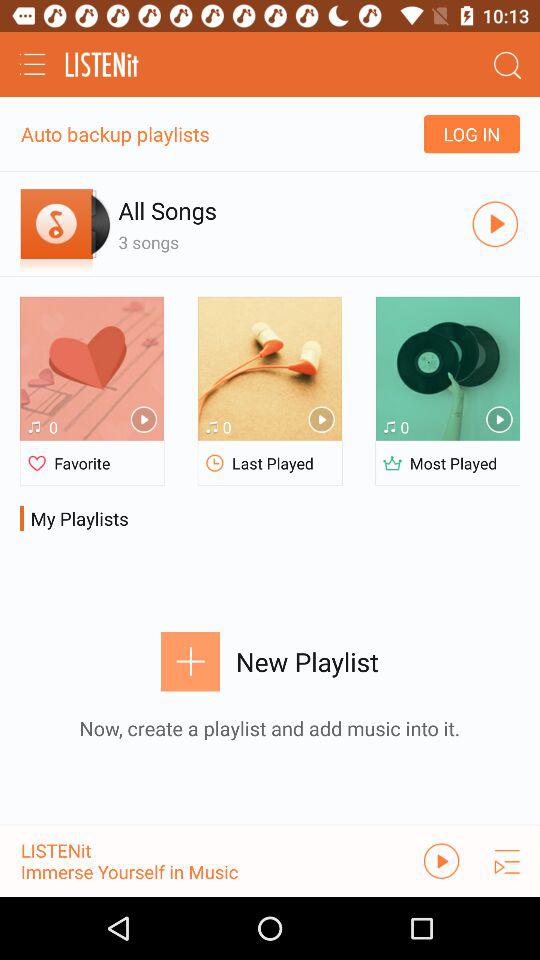 10:13
LISTENit
Auto backup playlists
LOG IN
All Songs
3 songs
0
0
0
Favorite
Last Played
Most Played
My Playlists
New Playlist
Now, create a playlist and add music into it.
LISTENit
Immerse Yourself in Music